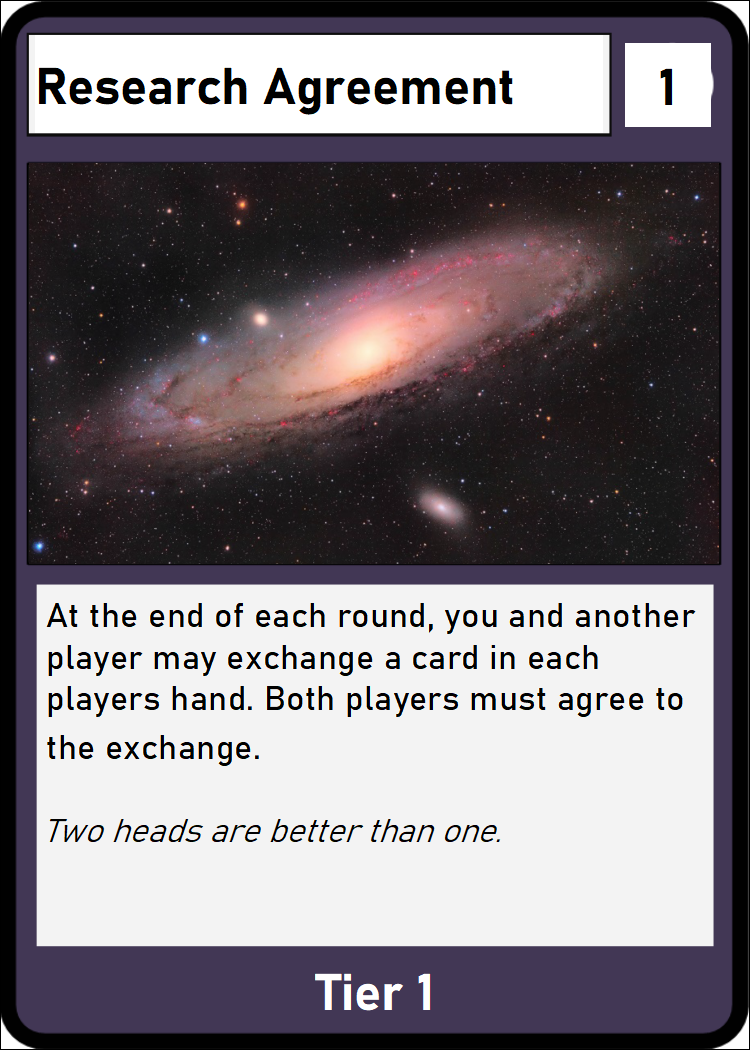 Research Agreement
1
At the end of each round, you and another
player may exchange a card in each
players hand. Both players must agree to
the exchange.
Two heads are better than one.
Tier 1